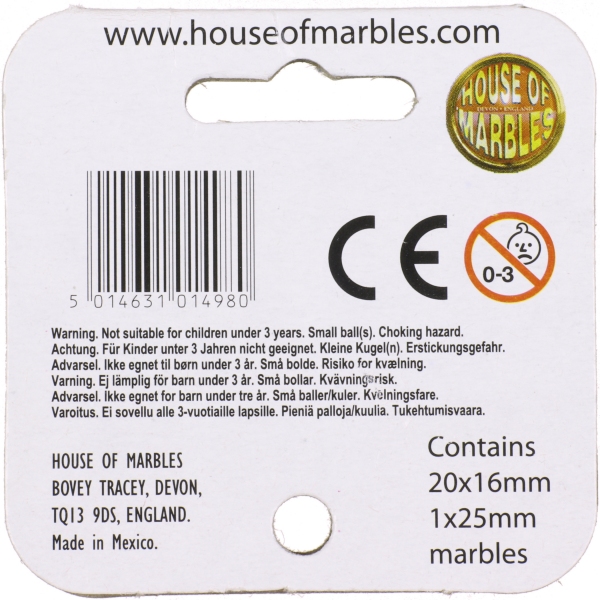 www.houseofmarbles.com
HOUSE OF
DEVON • ENGLAND
MARBLES
CE
0-3
5 014631 014980
Warning. Not suitable for children under 3 years. Small ball(s). Choking hazard.
Achtung. Für Kinder unter 3 Jahren nicht geeignet. Kleine Kugel(n). Erstickungsgefahr.
Advarsel. Ikke egnet til børn under 3 år. Små bolde. Risiko for kvælning.
Varning. Ej lämplig för barn under 3 år. Små bollar. Kvävningsrisk.
Advarsel. Ikke egnet for barn under tre år. Små baller/kuler. Kvelningsfare.
Varoitus. Ei sovellu alle 3-vuotiaille lapsille. Pieniä palloja/kuulia. Tukehtumisvaara.
HOUSE OF MARBLES
BOVEY TRACEY, DEVON,
TQ13 9DS, ENGLAND.
Made in Mexico.
Contains
20x16mm
1x25mm
marbles